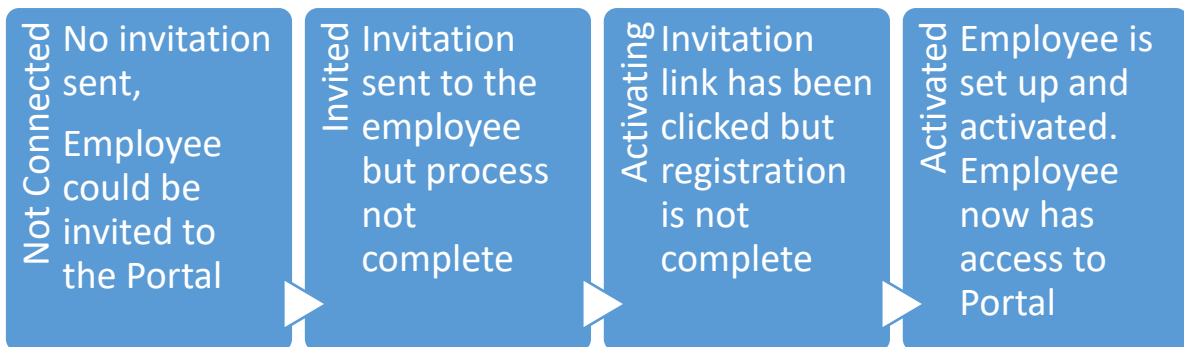 Not Connected
No invitation
sent,
Employee
could be
invited to
the Portal
Invited
Invitation
sent to the
employee
but process
not
complete
Activating
Invitation
link has been
clicked but
registration
is not
complete
Activated
Employee is
set up and
activated.
Employee
now has
access to
Portal